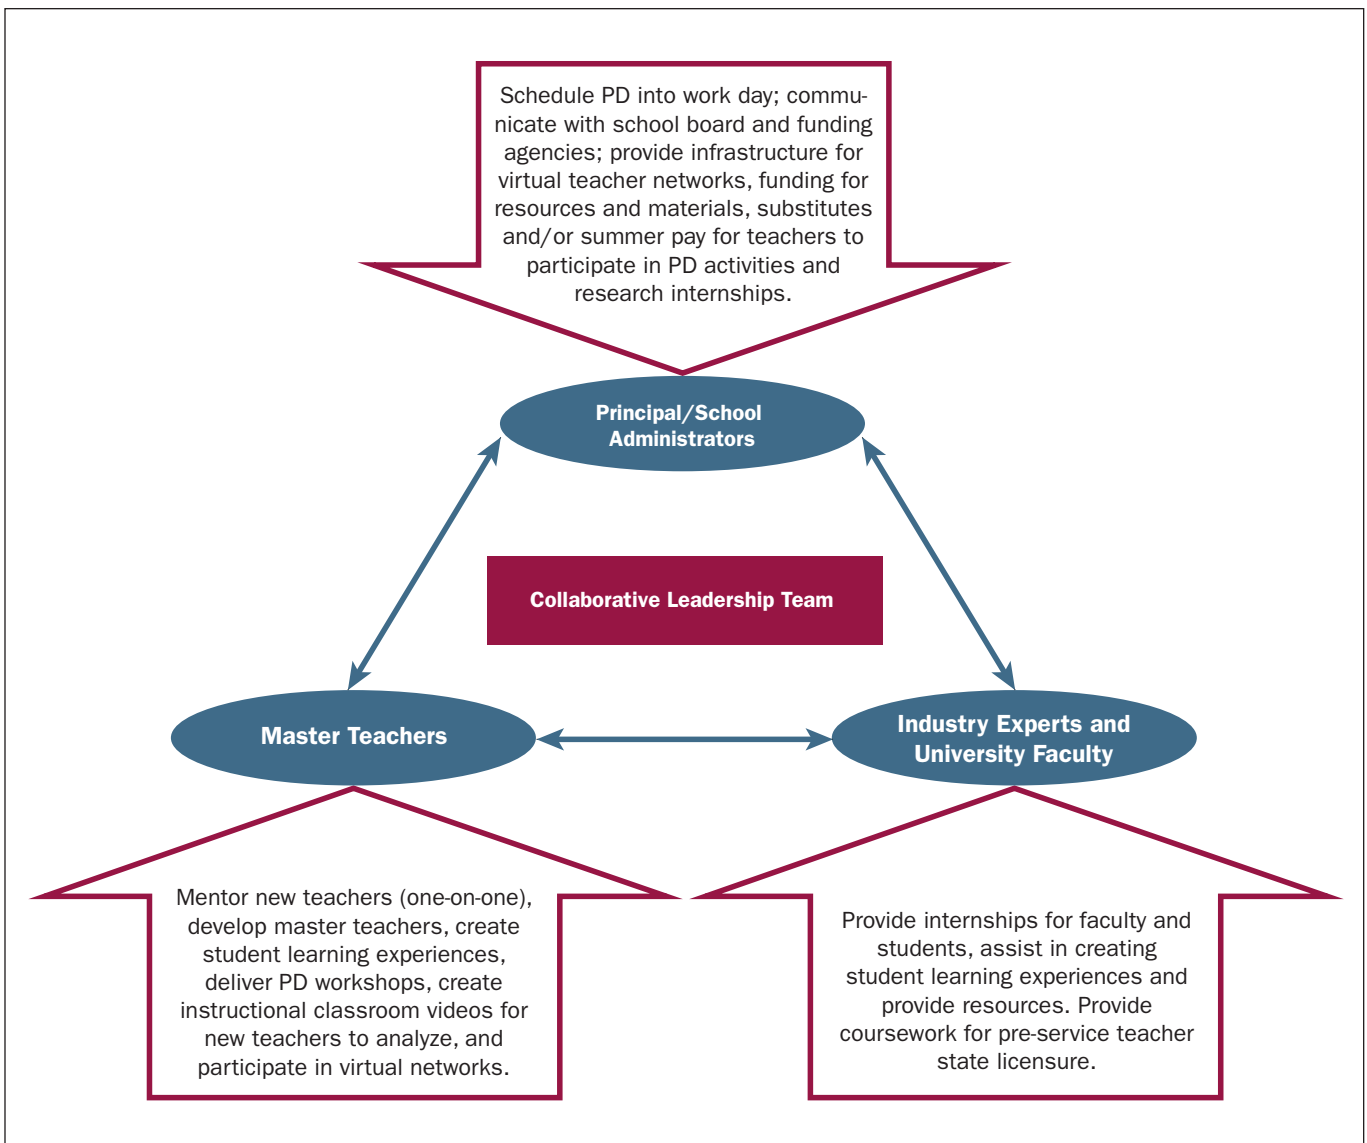 Schedule PD into work day; commu-
nicate with school board and funding
agencies; provide infrastructure for
virtual teacher networks, funding for
resources and materials, substitutes
and/or summer pay for teachers to
participate in PD activities and
research internships.
Principal/School
Administrators
Collaborative Leadership Team
Master Teachers
Industry Experts and
University Faculty
Mentor new teachers (one-on-one),
develop master teachers, create
student learning experiences,
deliver PD workshops, create
instructional classroom videos for
new teachers to analyze, and
participate in virtual networks.
Provide internships for faculty and
students, assist in creating
student learning experiences and
provide resources. Provide
coursework for pre-service teacher
state licensure.